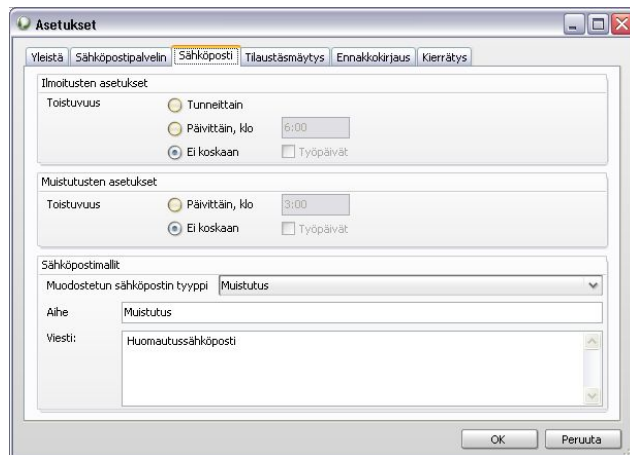 Asetukset
Yleistä Sähköpostipalvelin Sähköposti Tilaustäsmäytys Ennakkokirjaus Kierrätys
Ilmoitusten asetukset
Toistuvuus Tunneittain
Päivittäin, klo 6:00
Ei koskaan Työpäivät
Muistutusten asetukset
Toistuvuus Päivittäin, klo 3:00
Ei koskaan Työpäivät
Sähköpostimallit
Muodostetun sähköpostin tyyppi Muistutus
Aihe Muistutus
Viesti: Huomautussähköposti
OK Peruuta